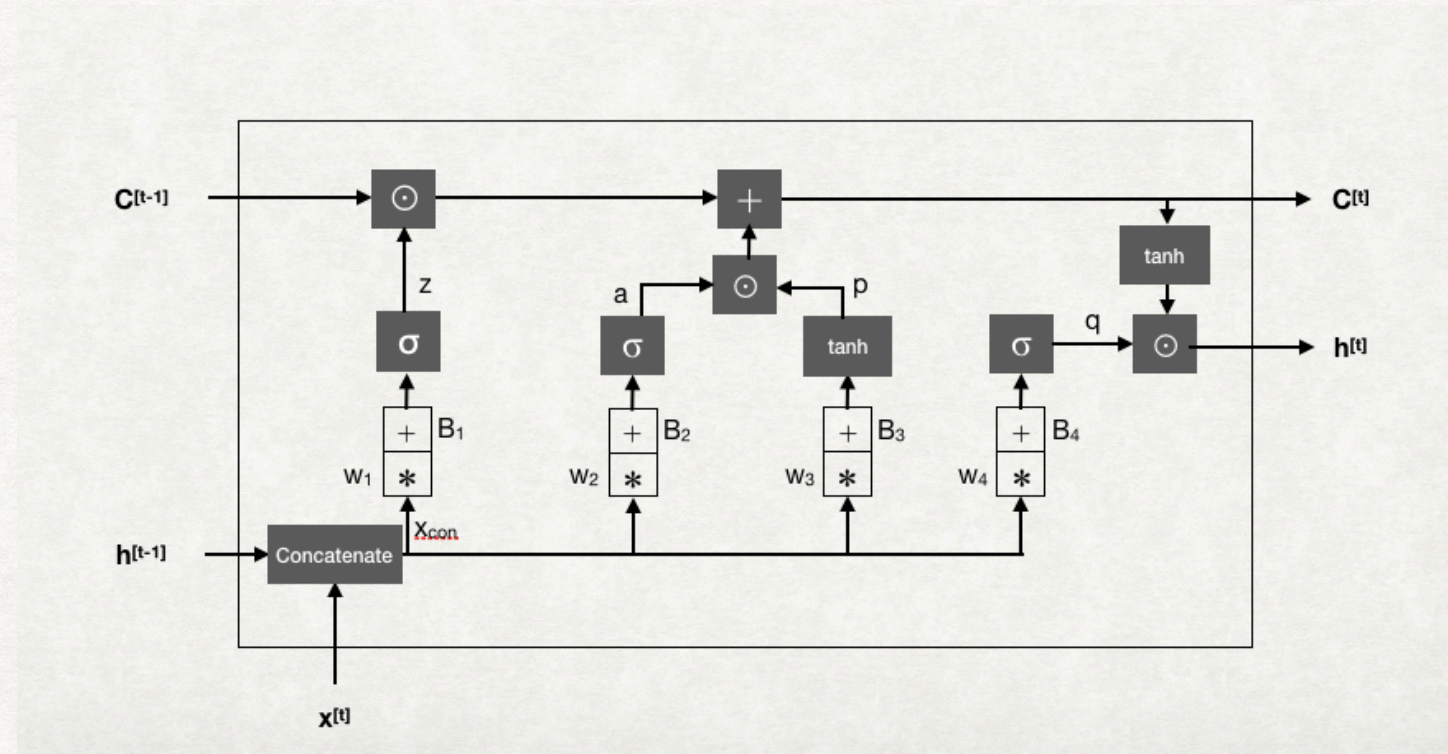 C[t-1] ⊙ + C[t]
tanh
z a ⊙ p
σ σ tanh σ q ⊙ h[t]
+ B1 + B2 + B3 + B4
w1 * w2 * w3 * w4 *
xcon
h[t-1] Concatenate
x[t]